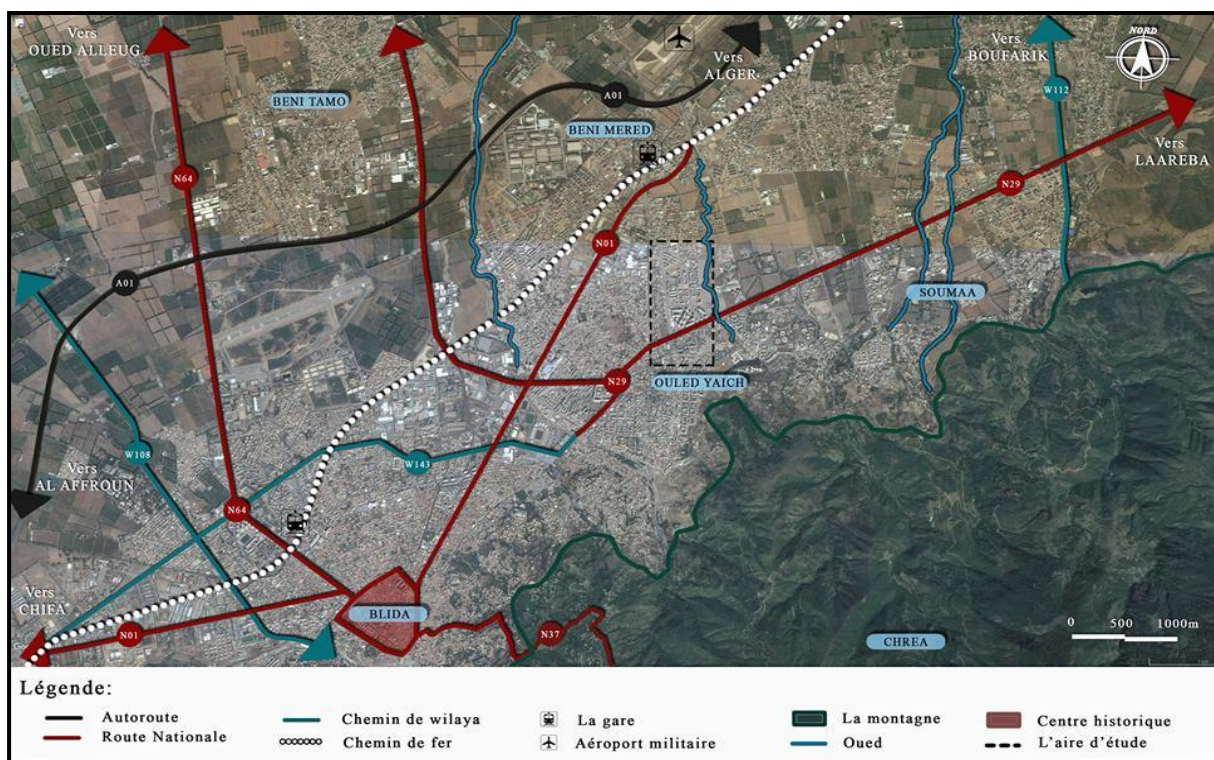 Vers
OUED ALLEUG
Vers
ALGER
Vers
BOUFARIK
NORD
BENI TAMO
A01
W112
BENI MERED
Vers
LAAREBA
N64
N29
N01
A01
SOUMAA
OULED YAICH
N29
W108
W143
Vers
AL AFFROUN
N64
Vers
CHIFA
BLIDA
N01
N37
CHREA
0 500 1000m
Légende:
Autoroute
Chemin de wilaya
La gare
La montagne
Centre historique
Route Nationale
Chemin de fer
Aéroport militaire
Oued
L'aire d'étude